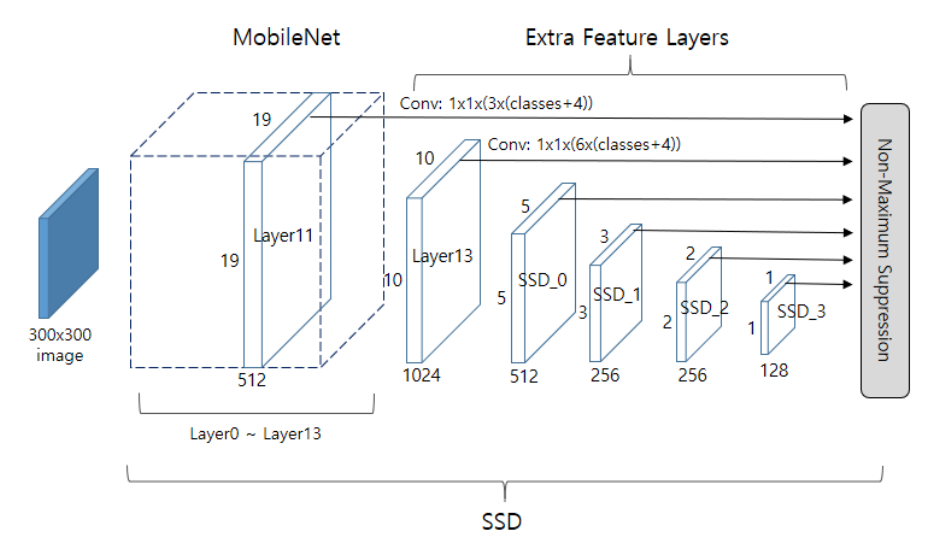 MobileNet
Extra Feature Layers
Conv: 1x1x(3x(classes+4))
19
Conv: 1x1x(6x(classes+4))
10
5
3
2
1
Layer11
19
Layer13
10
SSD_0
5
SSD_1
3
SSD_2
2
SSD_3
1
Non-Maximum Suppression
300x300
image
512
1024
512
256
256
128
Layer0 ~ Layer13
SSD